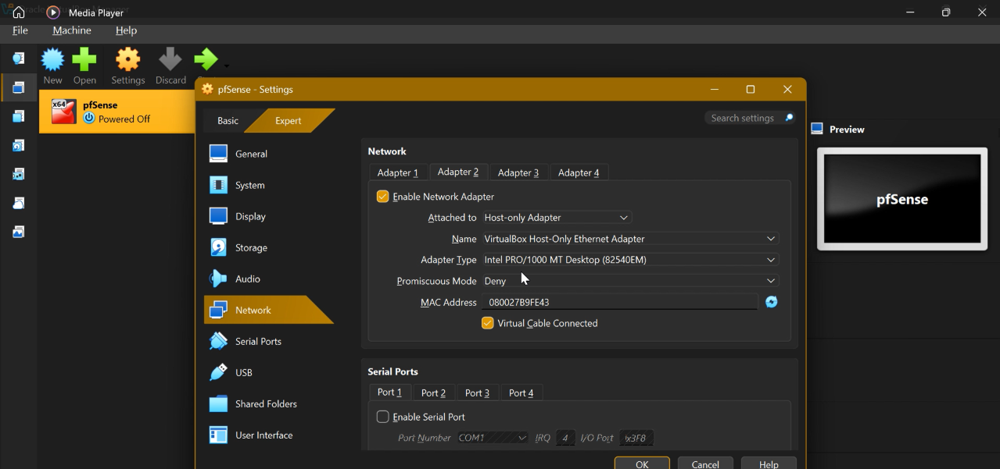 Media Player
File Machine Help
New Open Settings Discard
pfSense - Settings
x64 pfSense
Powered Off
Basic Expert Search settings
Preview
General
System
Display
Storage
Audio
Network
Serial Ports
USB
Shared Folders
User Interface
Network
Adapter 1 Adapter 2 Adapter 3 Adapter 4
Enable Network Adapter
Attached to Host-only Adapter
Name VirtualBox Host-Only Ethernet Adapter
Adapter Type Intel PRO/1000 MT Desktop (82540EM)
Promiscuous Mode Deny
MAC Address 080027B9FE43
Virtual Cable Connected
Serial Ports
Port 1 Port 2 Port 3 Port 4
Enable Serial Port
Port Number COM1 IRQ 4 I/O Port 0x3F8
OK Cancel Help
pfSense